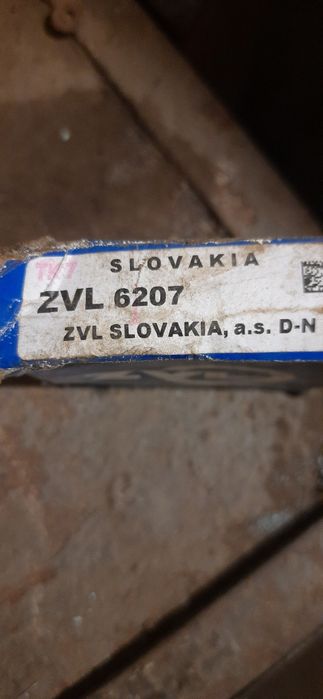 SLOVAKIA
ZVL 6207
ZVL SLOVAKIA, a.s. D-N